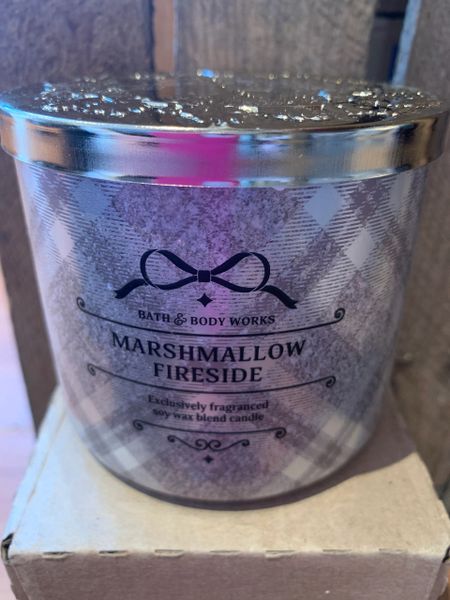 BATH & BODY WORKS
MARSHMALLOW
FIRESIDE
Exclusively fragranced
soy wax blend candle